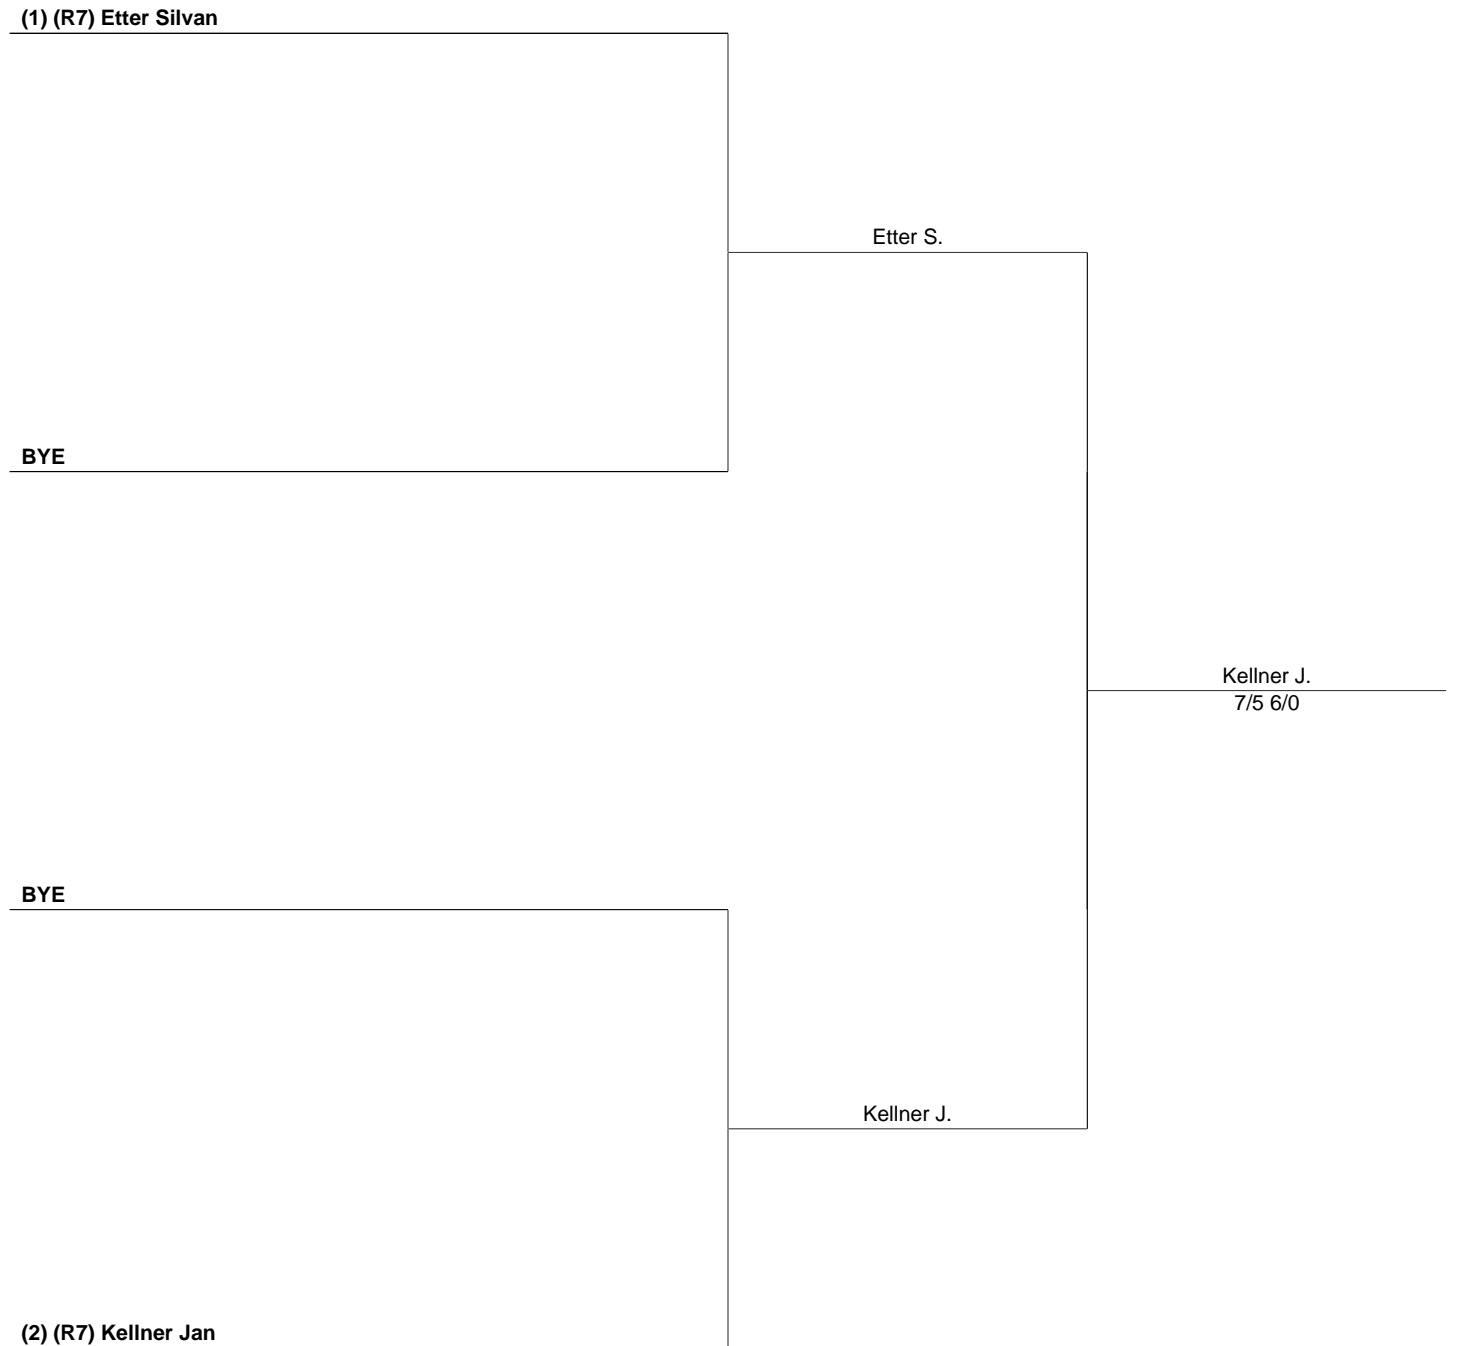 (1) (R7) Etter Silvan
Etter S.
BYE
Kellner J.
7/5 6/0
BYE
Kellner J.
(2) (R7) Kellner Jan